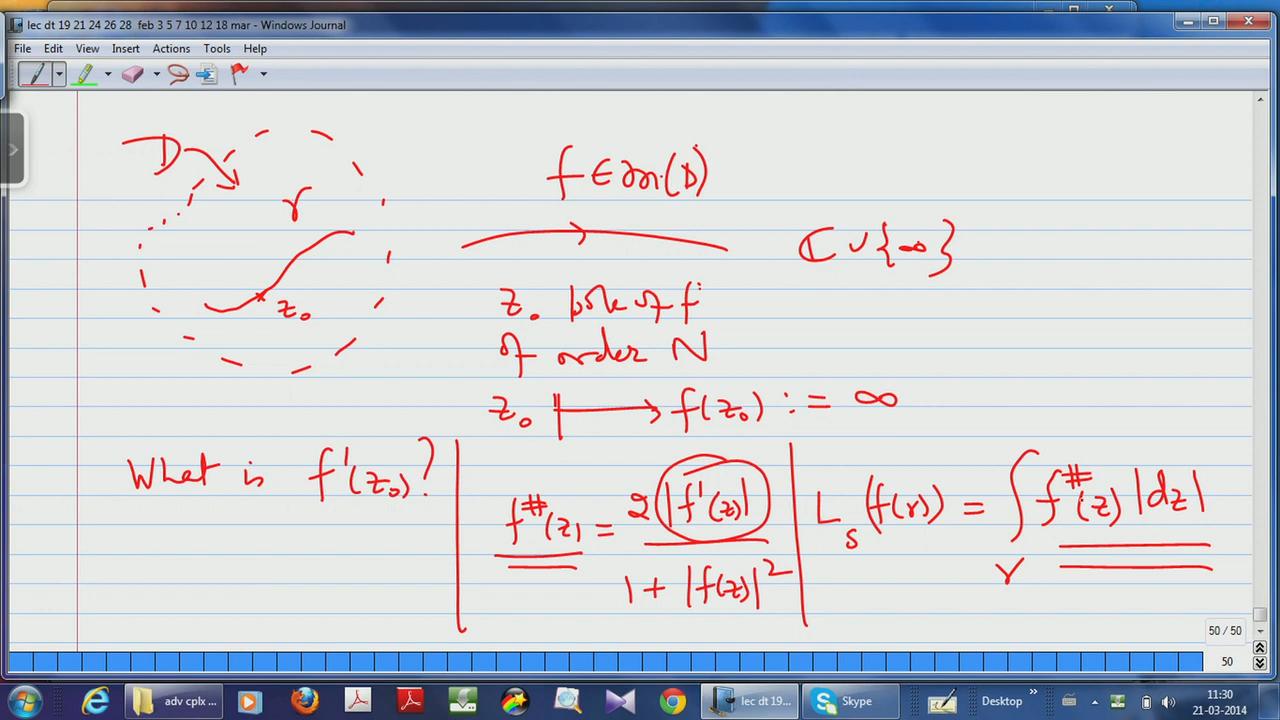 lec dt 19 21 24 26 28 feb 3 5 7 10 12 18 mar - Windows Journal
File Edit View Insert Actions Tools Help
D
γ
z₀
f ∈ m(D)
ℂ ∪ {∞}
z₀ pole of f
of order N
z₀ ↦ f(z₀) := ∞
What is f'(z₀)?
f^#(z) = 2|f'(z)| / 1 + |f(z)|²
L_s(f(γ)) = ∫_γ f^#(z) |dz|
50 / 50
50
adv cplx ...
lec dt 19...
Skype
Desktop
11:30
21-03-2014